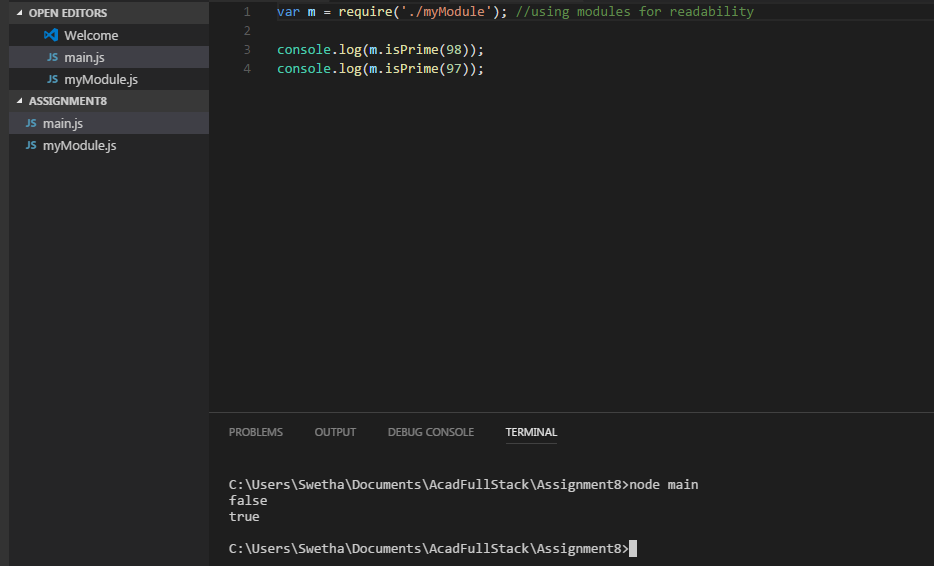 OPEN EDITORS
Welcome
JS main.js
JS myModule.js
ASSIGNMENT8
JS main.js
JS myModule.js
1 var m = require('./myModule'); //using modules for readability
2
3 console.log(m.isPrime(98));
4 console.log(m.isPrime(97));
PROBLEMS OUTPUT DEBUG CONSOLE TERMINAL
C:\Users\Swetha\Documents\AcadFullStack\Assignment8>node main
false
true
C:\Users\Swetha\Documents\AcadFullStack\Assignment8>